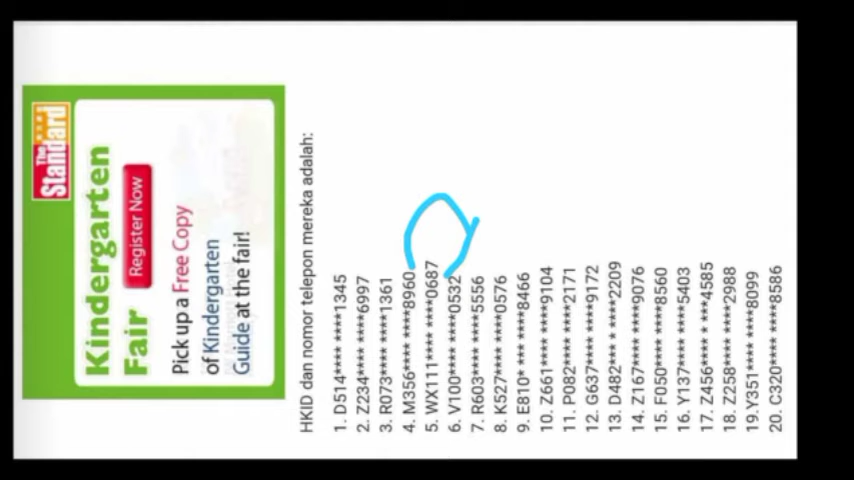 The
Standard
Kindergarten
Fair
Register Now
Pick up a Free Copy
of Kindergarten
Guide at the fair!
HKID dan nomor telepon mereka adalah:
1. D514**** ****1345
2. Z234**** ****6997
3. R073**** ****1361
4. M356**** ****8960
5. WX111**** ****0687
6. V100**** ****0532
7. R603**** ****5556
8. K527**** ****0576
9. E810* *** ****8466
10. Z661**** ****9104
11. P082**** ****2171
12. G637**** ****9172
13. D482*** * ****2209
14. Z167**** ****9076
15. F050**** ****8560
16. Y137**** ****5403
17. Z456**** * ***4585
18. Z258**** ****2988
19.Y351**** ****8099
20. C320**** ****8586